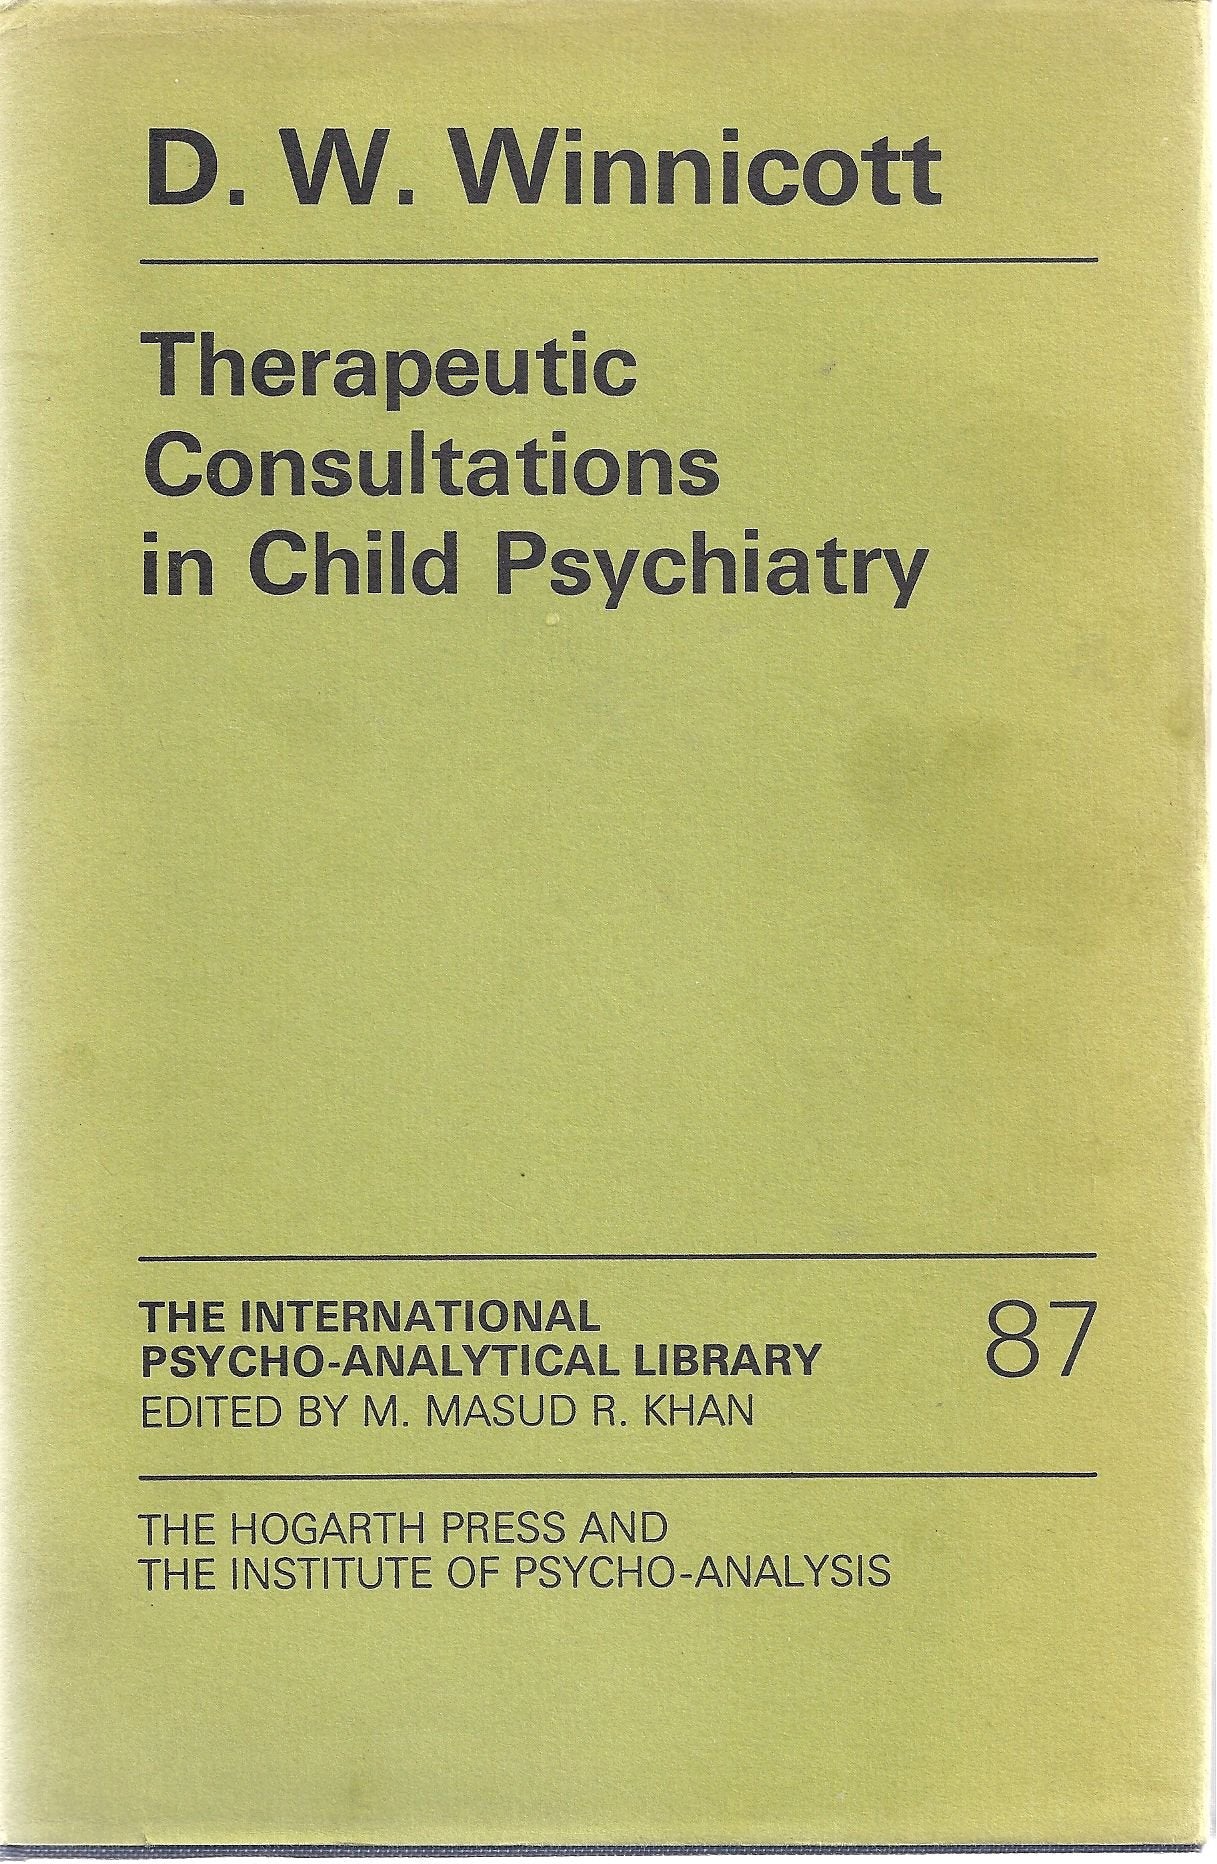 D. W. Winnicott
Therapeutic
Consultations
in Child Psychiatry
THE INTERNATIONAL
PSYCHO-ANALYTICAL LIBRARY 87
EDITED BY M. MASUD R. KHAN
THE HOGARTH PRESS AND
THE INSTITUTE OF PSYCHO-ANALYSIS